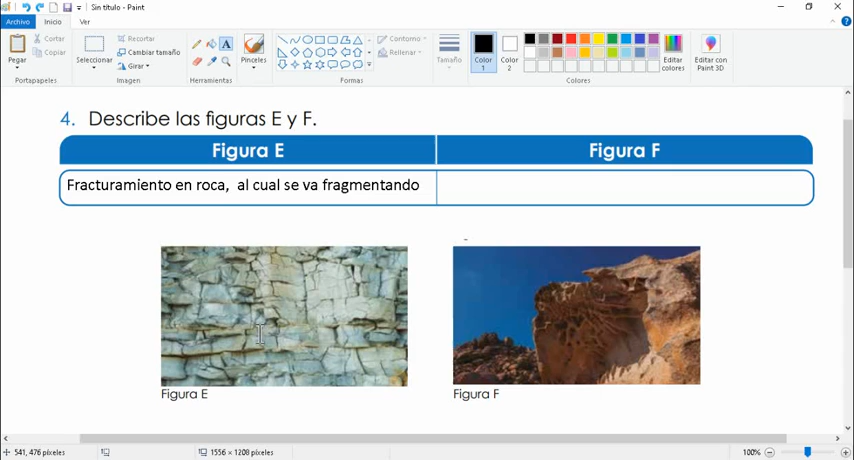 Sin título - Paint
Archivo Inicio Ver
Pegar
Cortar
Copiar
Portapapeles
Seleccionar
Recortar
Cambiar tamaño
Girar
Imagen
A
Herramientas
Pinceles
Contorno
Rellenar
Formas
Tamaño
Color
1
Color
2
Editar
colores
Editar con
Paint 3D
Colores
4. Describe las figuras E y F.
Figura E Figura F
Fracturamiento en roca, al cual se va fragmentando
Figura E Figura F
541, 476 píxeles
1556 × 1208 píxeles
100%